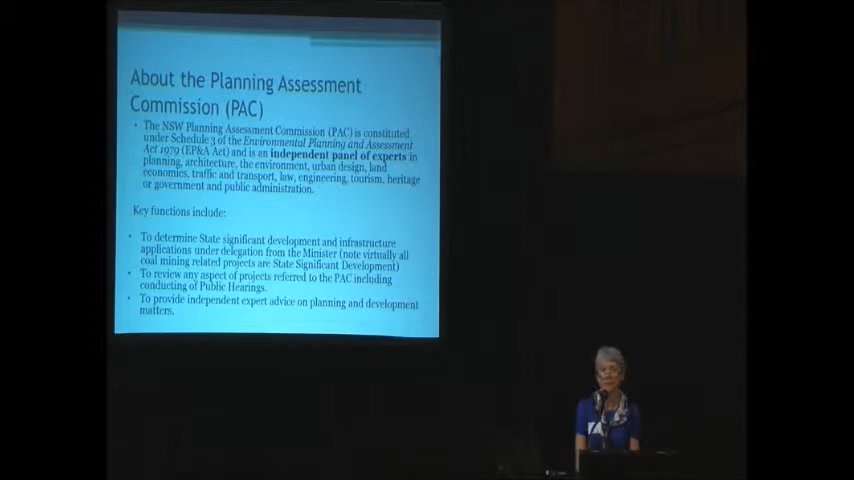 About the Planning Assessment
Commission (PAC)
• The NSW Planning Assessment Commission (PAC) is constituted
under Schedule 3 of the Environmental Planning and Assessment
Act 1979 (EP&A Act) and is an independent panel of experts in
planning, architecture, the environment, urban design, land
economics, traffic and transport, law, engineering, tourism, heritage
or government and public administration.
Key functions include:
• To determine State significant development and infrastructure
applications under delegation from the Minister (note virtually all
coal mining related projects are State Significant Development)
• To review any aspect of projects referred to the PAC including
conducting of Public Hearings.
• To provide independent expert advice on planning and development
matters.